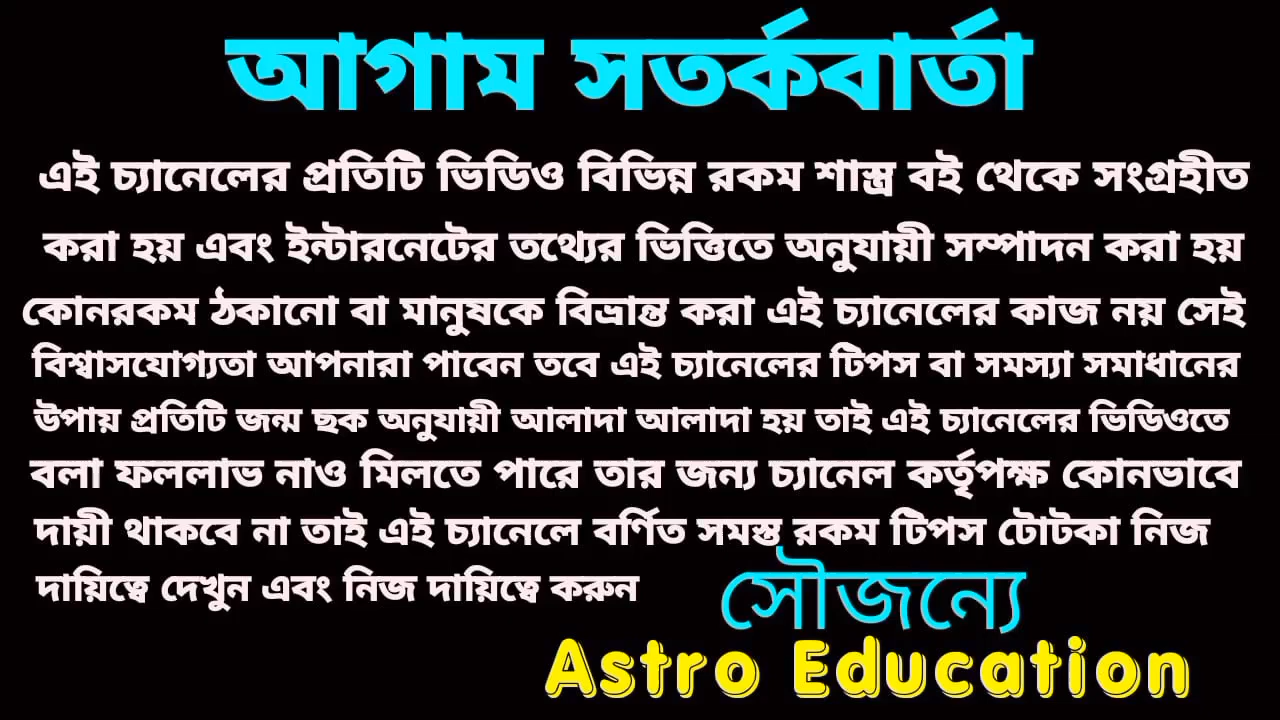 আগাম সতর্কবার্তা
এই চ্যানেলের প্রতিটি ভিডিও বিভিন্ন রকম শাস্ত্র বই থেকে সংগ্রহীত
করা হয় এবং ইন্টারনেটের তথ্যের ভিত্তিতে অনুযায়ী সম্পাদন করা হয়
কোনরকম ঠকানো বা মানুষকে বিভ্রান্ত করা এই চ্যানেলের কাজ নয় সেই
বিশ্বাসযোগ্যতা আপনারা পাবেন তবে এই চ্যানেলের টিপস বা সমস্যা সমাধানের
উপায় প্রতিটি জন্ম ছক অনুযায়ী আলাদা আলাদা হয় তাই এই চ্যানেলের ভিডিওতে
বলা ফললাভ নাও মিলতে পারে তার জন্য চ্যানেল কর্তৃপক্ষ কোনভাবে
দায়ী থাকবে না তাই এই চ্যানেলে বর্ণিত সমস্ত রকম টিপস টোটকা নিজ
দায়িত্বে দেখুন এবং নিজ দায়িত্বে করুন
সৌজন্যে
Astro Education